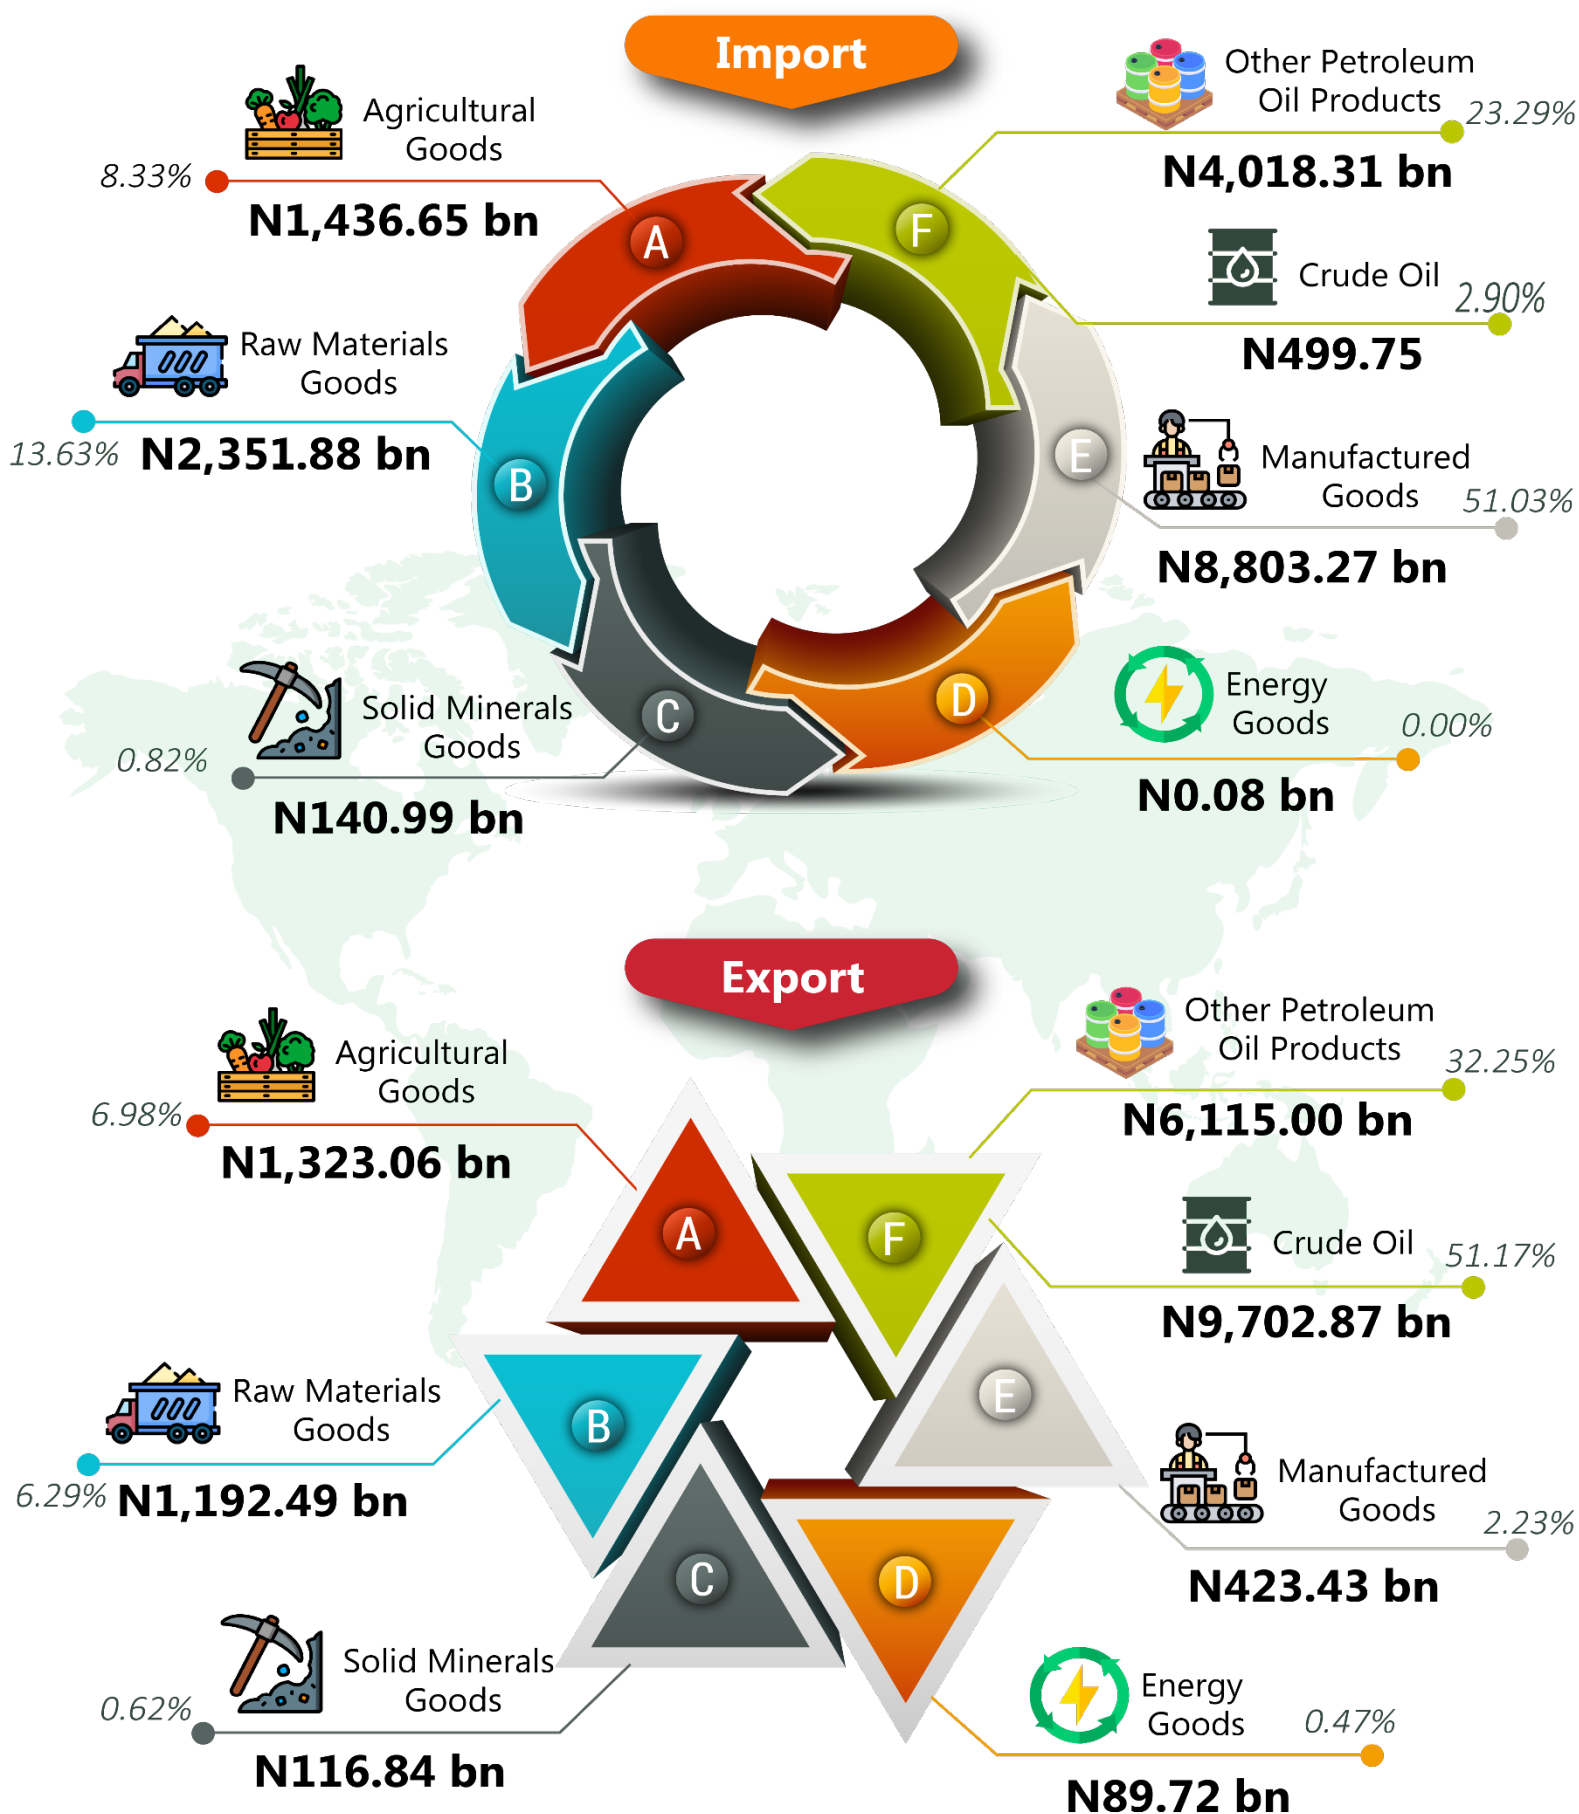 Import
Agricultural
Goods
8.33%
N1,436.65 bn
A
Raw Materials
Goods
13.63%
N2,351.88 bn
B
Solid Minerals
Goods
0.82%
N140.99 bn
C
Other Petroleum
Oil Products
23.29%
N4,018.31 bn
F
Crude Oil
2.90%
N499.75
Manufactured
Goods
51.03%
N8,803.27 bn
E
Energy
Goods
0.00%
N0.08 bn
D
Export
Agricultural
Goods
6.98%
N1,323.06 bn
A
Raw Materials
Goods
6.29%
N1,192.49 bn
B
Solid Minerals
Goods
0.62%
N116.84 bn
C
Other Petroleum
Oil Products
32.25%
N6,115.00 bn
F
Crude Oil
51.17%
N9,702.87 bn
Manufactured
Goods
2.23%
N423.43 bn
E
Energy
Goods
0.47%
N89.72 bn
D